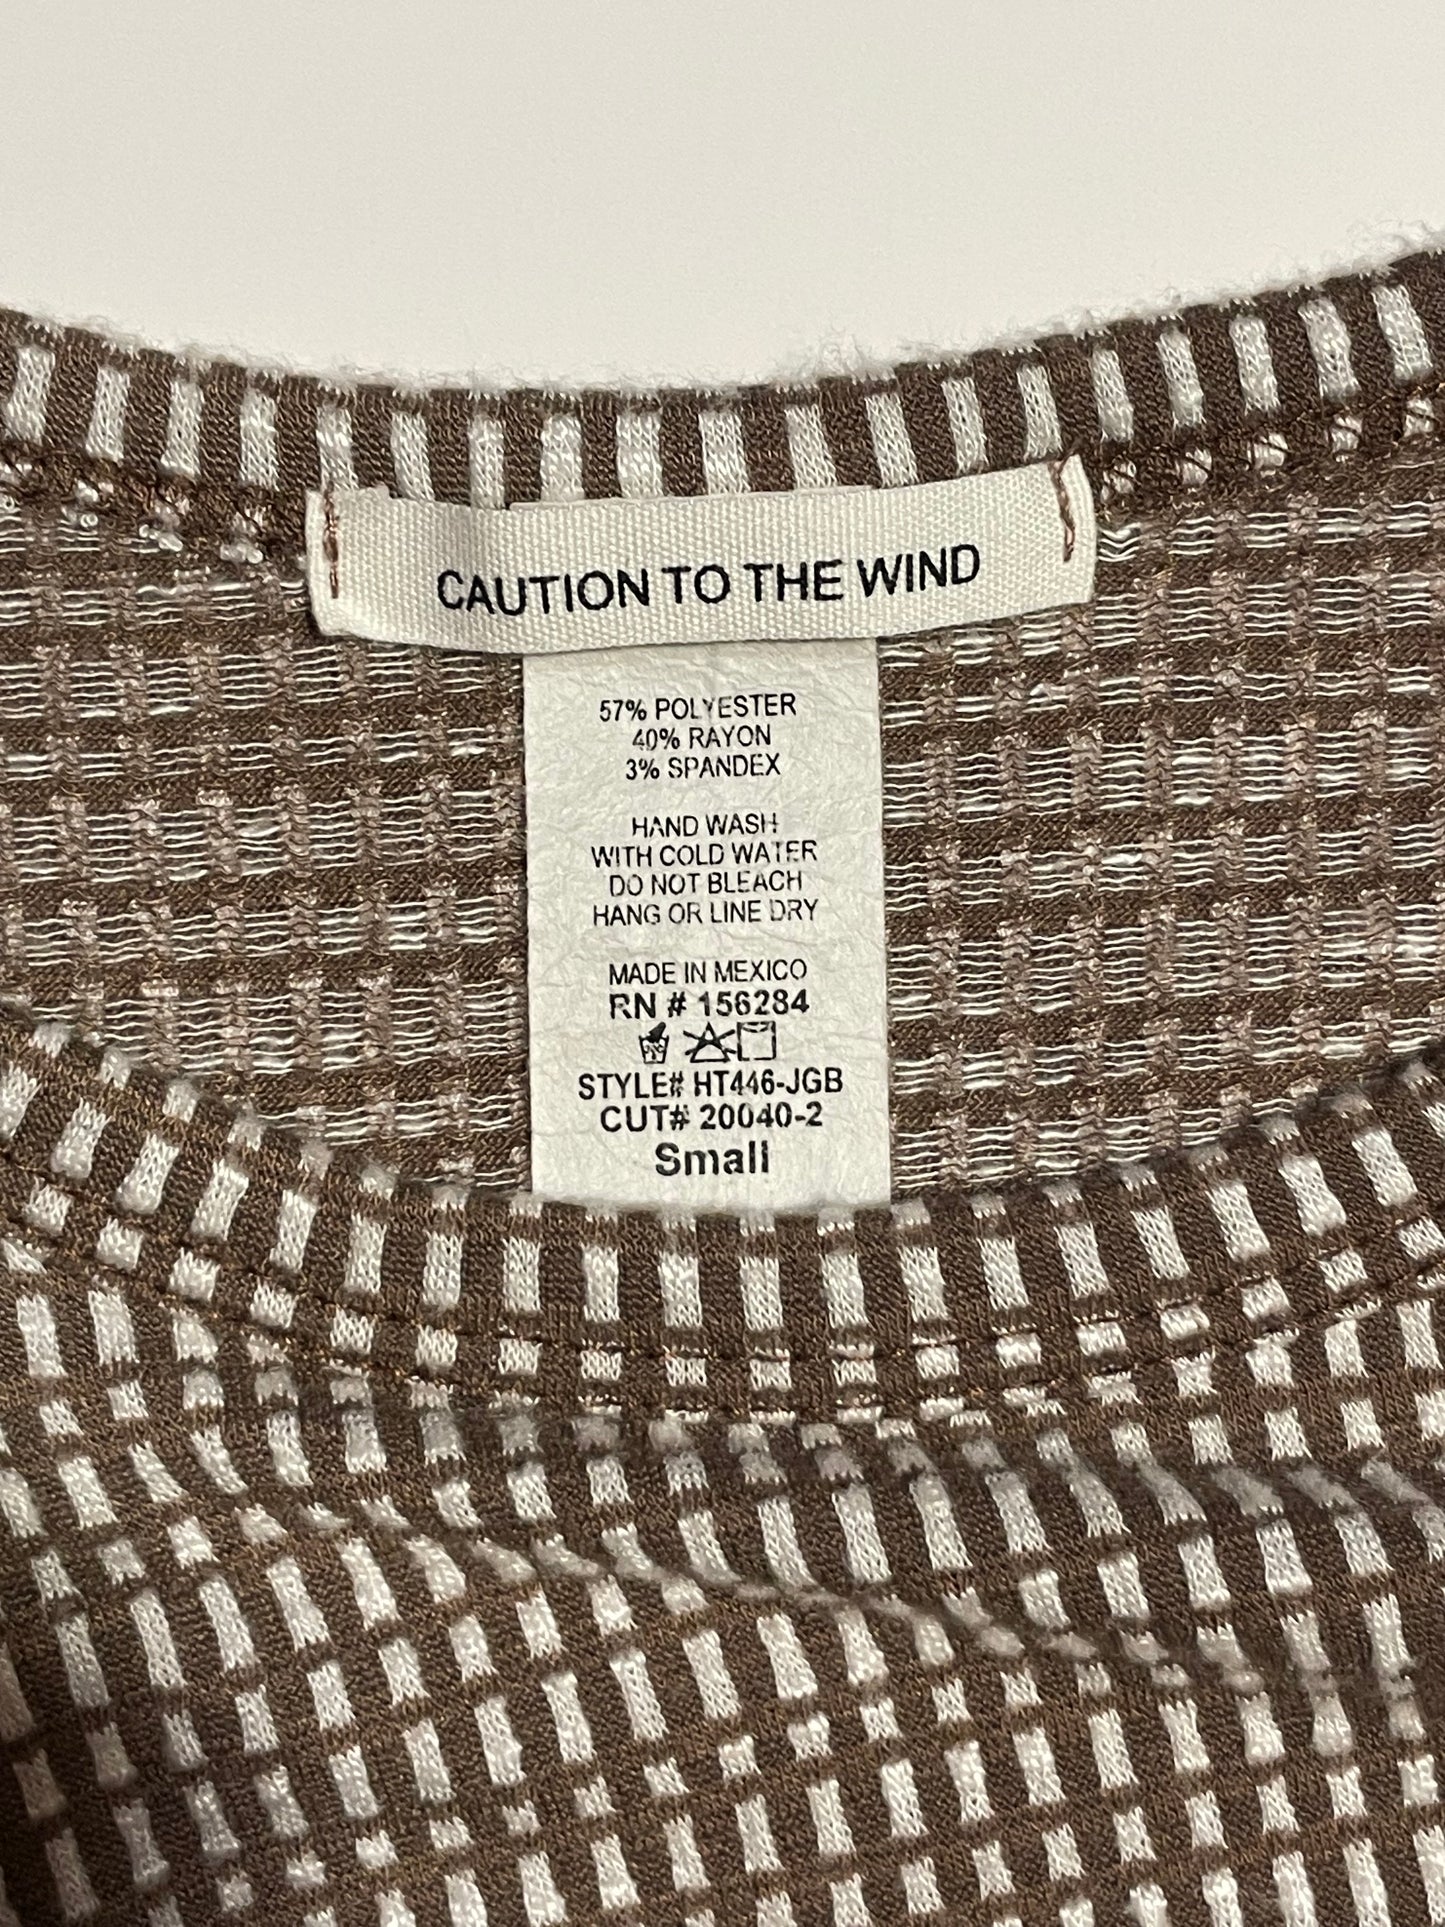 CAUTION TO THE WIND
57% POLYESTER
40% RAYON
3% SPANDEX
HAND WASH
WITH COLD WATER
DO NOT BLEACH
HANG OR LINE DRY
MADE IN MEXICO
RN # 156284
STYLE# HT446-JGB
CUT# 20040-2
Small